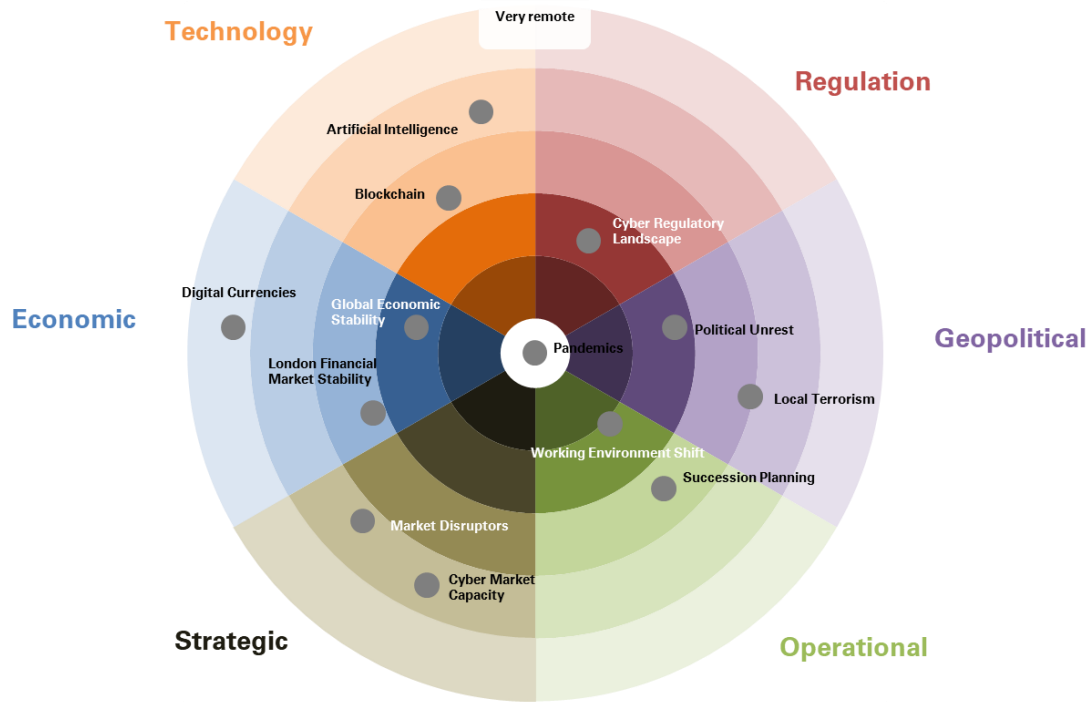 Very remote
Technology
Regulation
Artificial Intelligence
Blockchain
Cyber Regulatory
Landscape
Digital Currencies
Global Economic
Stability
Economic
Political Unrest
Geopolitical
Pandemics
London Financial
Market Stability
Local Terrorism
Working Environment Shift
Succession Planning
Market Disruptors
Cyber Market
Capacity
Strategic
Operational